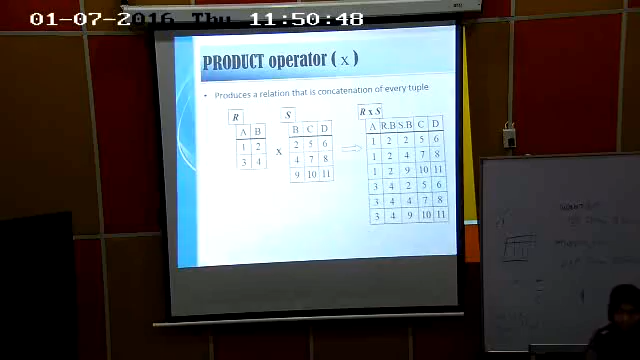 01-07-2016 Thu 11:50:48
PRODUCT operator ( x )
• Produces a relation that is concatenation of every tuple
R S R x S
A B
1 2
3 4
x
B C D
2 5 6
4 7 8
9 10 11
A R.B S.B C D
1 2 2 5 6
1 2 4 7 8
1 2 9 10 11
3 4 2 5 6
3 4 4 7 8
3 4 9 10 11